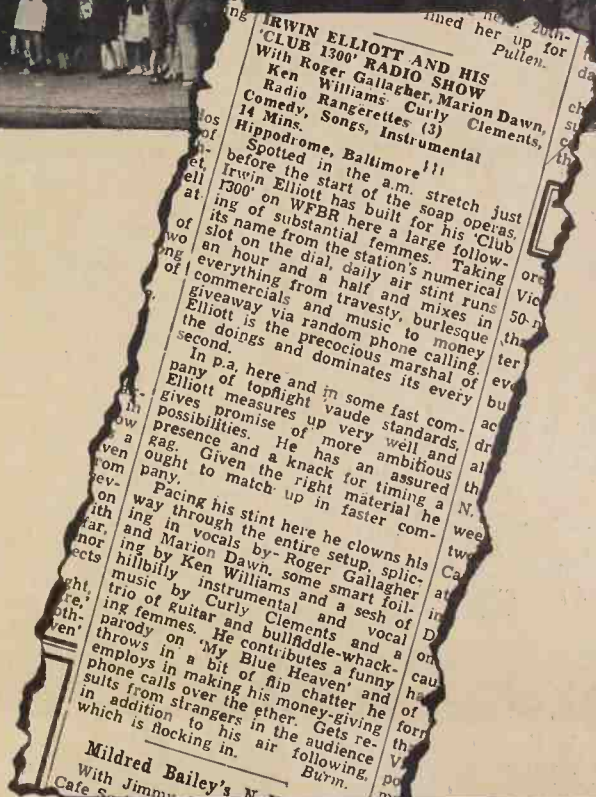 20th-
lined her up for
Pullen.
IRWIN ELLIOTT AND HIS
'CLUB 1300' RADIO SHOW
With Roger Gallagher, Marion Dawn,
Ken Williams Curly Clements,
Radio Rangerettes (3)
Comedy, Songs, Instrumental
14 Mins.
Hippodrome, Baltimore
Spotted in the a.m. stretch just
before the start of the soap operas,
Irwin Elliott has built for his 'Club
1300' on WFBR here a large follow-
ing of substantial femmes. Taking
its name from the station's numerical
slot on the dial, daily air stint runs
an hour and a half and mixes in
everything from travesty, burlesque
commercials and music to money
giveaway via random phone calling.
Elliott is the precocious marshal of
the doings and dominates its every
second.
In p.a. here and in some fast com-
pany of topflight vaude standards,
Elliott measures up very well and
gives promise of more ambitious
possibilities. He has an assured
presence and a knack for timing a
gag. Given the right material he
ought to match up in faster com-
pany.
Pacing his stint here he clowns his
way through the entire setup, splic-
ing in vocals by Roger Gallagher
and Marion Dawn, some smart foil-
ing by Ken Williams and a sesh of
hillbilly instrumental and vocal
music by Curly Clements and a
trio of guitar and bullfiddle-whack-
ing femmes. He contributes a funny
parody on 'My Blue Heaven' and
throws in a bit of flip chatter he
employs in making his money-giving
phone calls over the ether. Gets re-
sults from strangers in the audience
in addition to his air following,
which is flocking in.
Burm.
Mildred Bailey's N.
With Jimmy